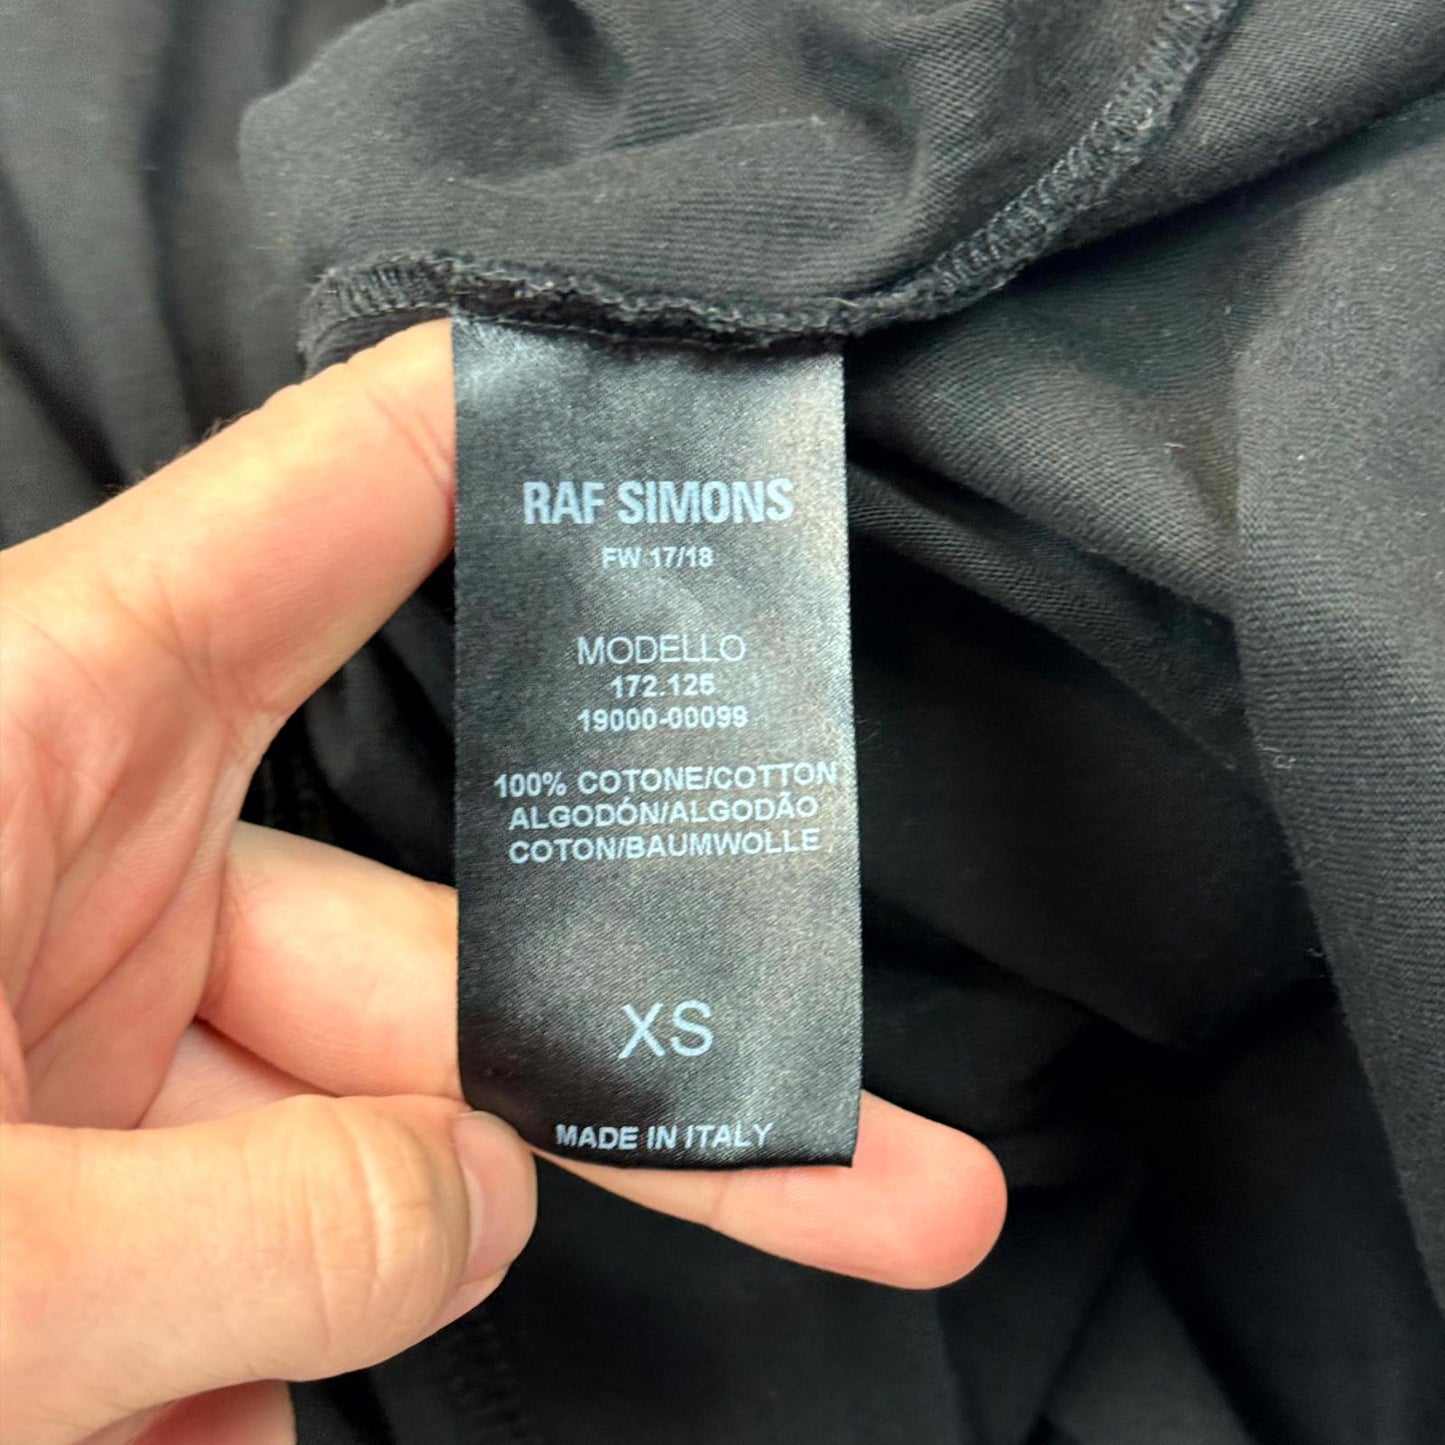 RAF SIMONS
FW 17/18
MODELLO
172.125
19000-00099
100% COTONE/COTTON
ALGODÓN/ALGODÃO
COTON/BAUMWOLLE
XS
MADE IN ITALY